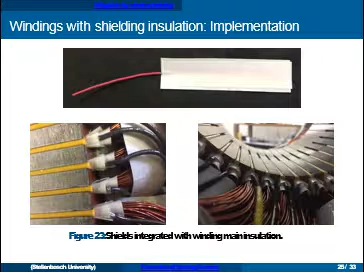 Windings with shielding insulation: Implementation
Figure 23: Shields integrated with winding main insulation.
(Stellenbosch University)
25 / 33